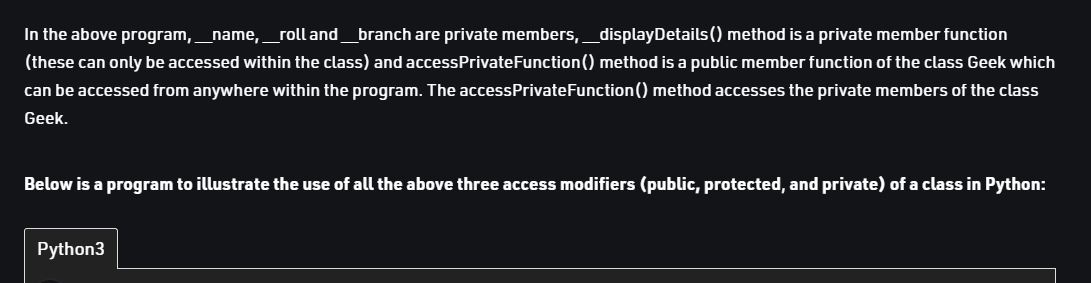 In the above program, __name, __roll and __branch are private members, __displayDetails() method is a private member function
(these can only be accessed within the class) and accessPrivateFunction() method is a public member function of the class Geek which
can be accessed from anywhere within the program. The accessPrivateFunction() method accesses the private members of the class
Geek.
Below is a program to illustrate the use of all the above three access modifiers (public, protected, and private) of a class in Python:
Python3